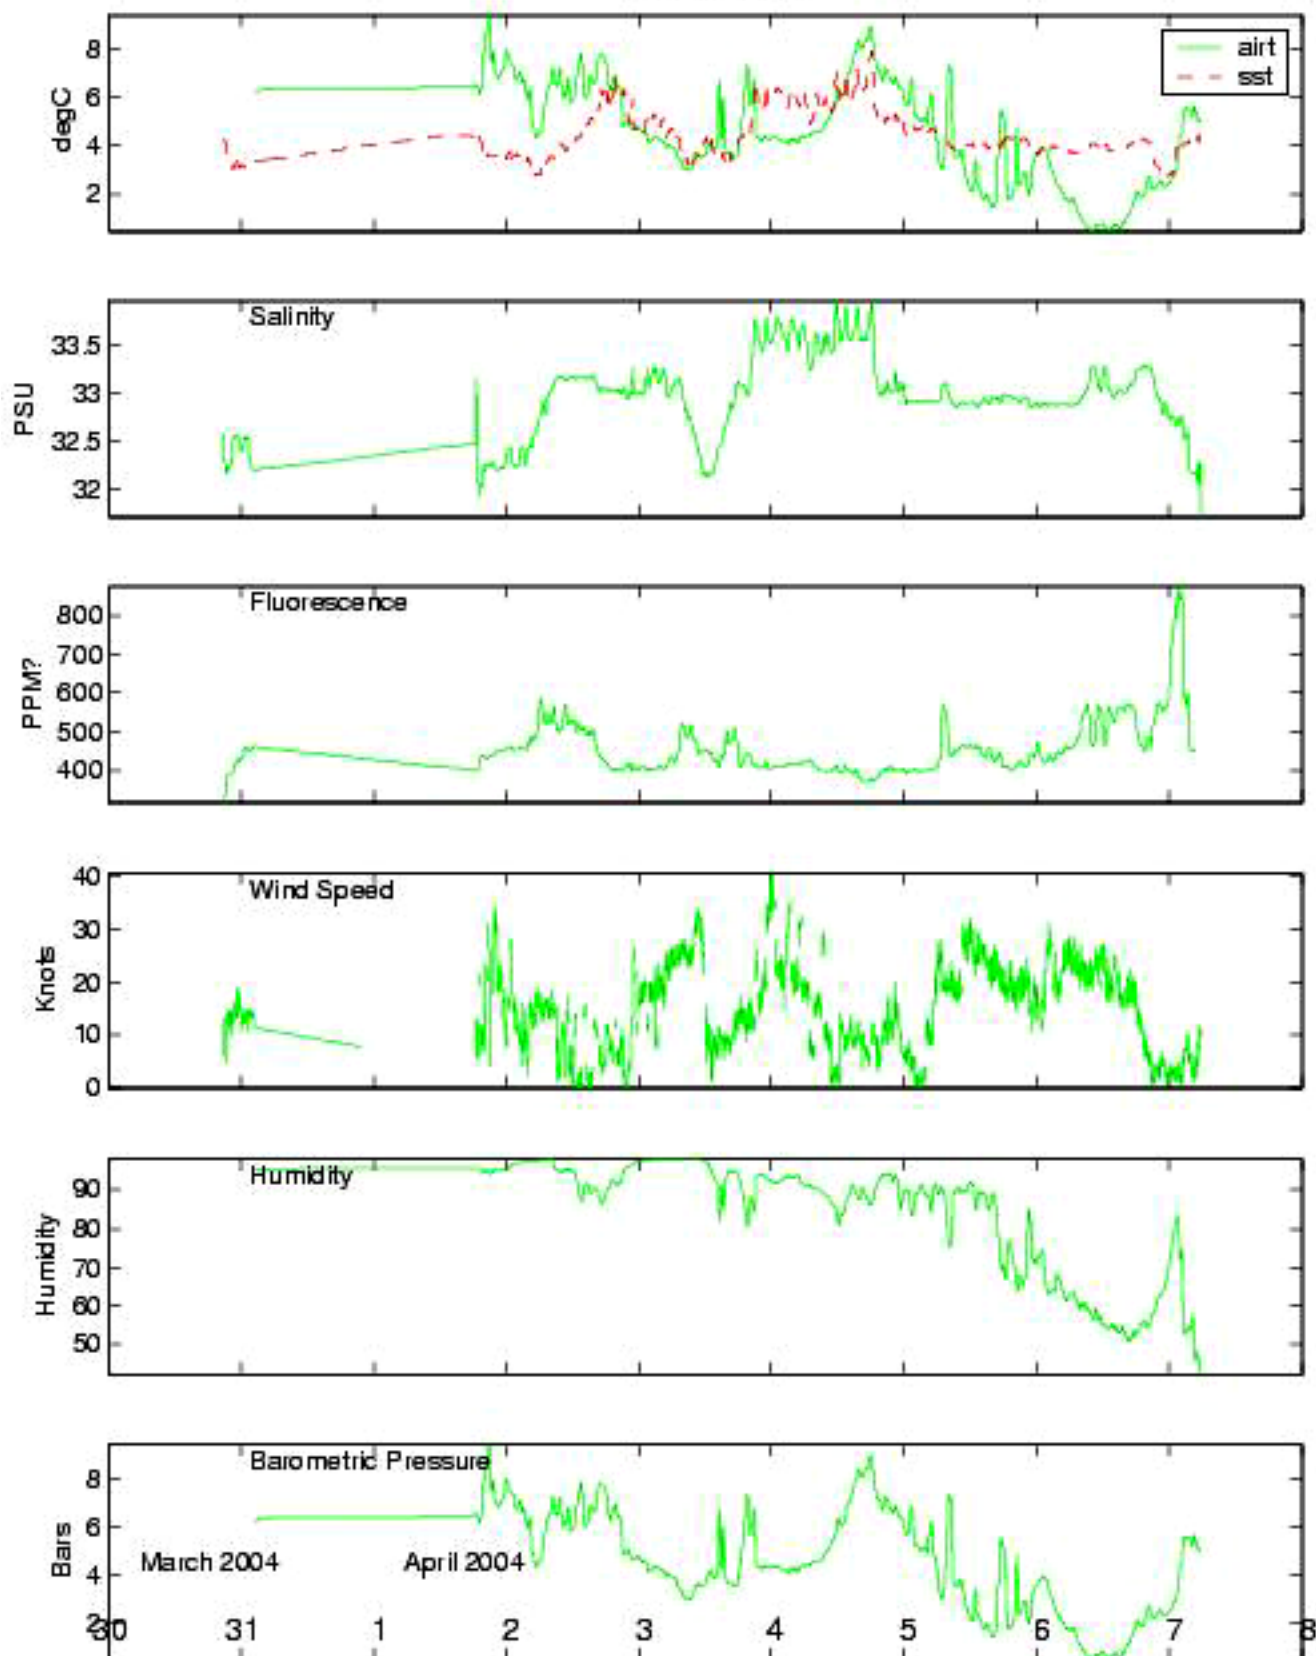 8
6
4
2
degC
airt
sst
Salinity
33.5
33
32.5
32
PSU
Fluorescence
800
700
600
500
400
PPM?
Wind Speed
40
30
20
10
0
Knots
Humidity
90
80
70
60
50
Humidity
Barometric Pressure
8
6
4
2
Bars
March 2004 April 2004
30 31 1 2 3 4 5 6 7 8